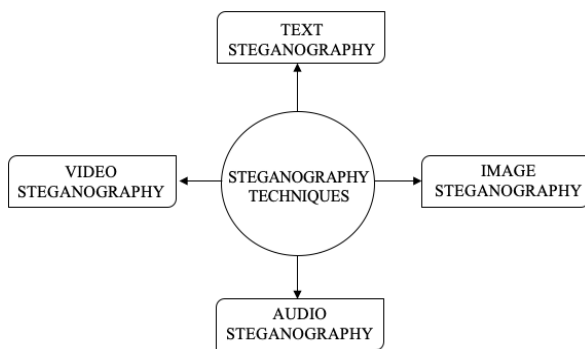 TEXT
STEGANOGRAPHY
VIDEO
STEGANOGRAPHY
STEGANOGRAPHY
TECHNIQUES
IMAGE
STEGANOGRAPHY
AUDIO
STEGANOGRAPHY